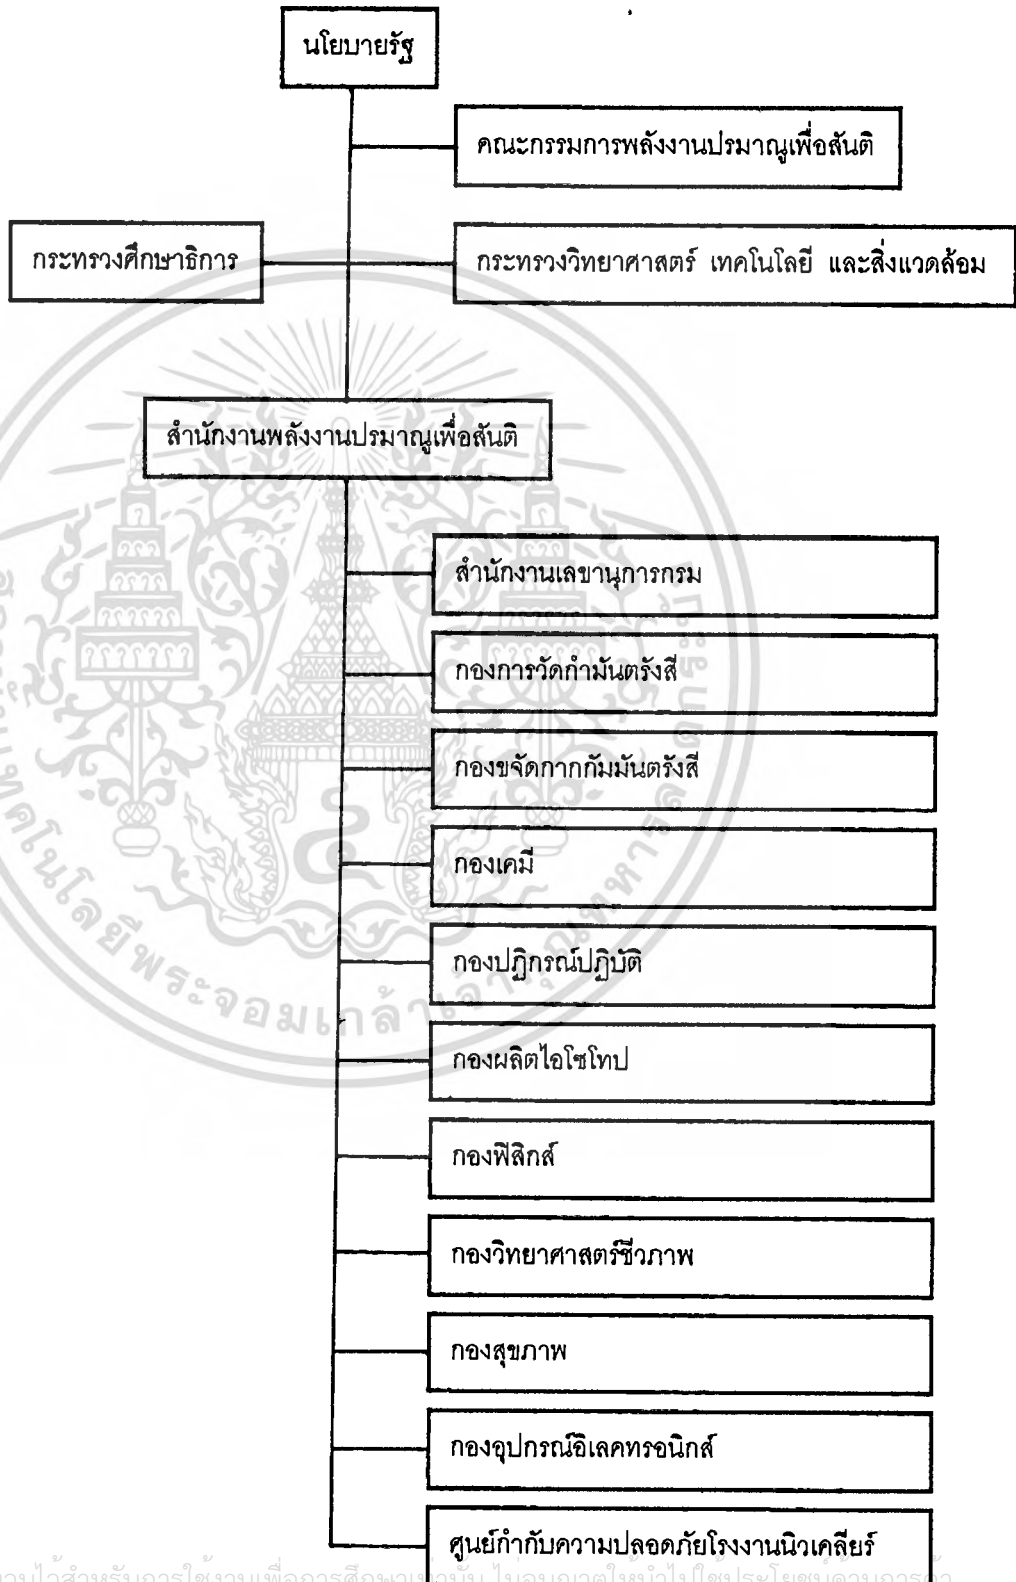 นโยบายรัฐ
คณะกรรมการพลังงานปรมาณูเพื่อสันติ
กระทรวงศึกษาธิการ
กระทรวงวิทยาศาสตร์ เทคโนโลยี และสิ่งแวดล้อม
สำนักงานพลังงานปรมาณูเพื่อสันติ
สำนักงานเลขานุการกรม
กองการวัดกำมันตรังสี
กองขจัดกากกัมมันตรังสี
กองเคมี
กองปฏิกรณ์ปฏิบัติ
กองผลิตไอโซโทป
กองฟิสิกส์
กองวิทยาศาสตร์ชีวภาพ
กองสุขภาพ
กองอุปกรณ์อิเลคทรอนิกส์
ศูนย์กำกับความปลอดภัยโรงงานนิวเคลียร์